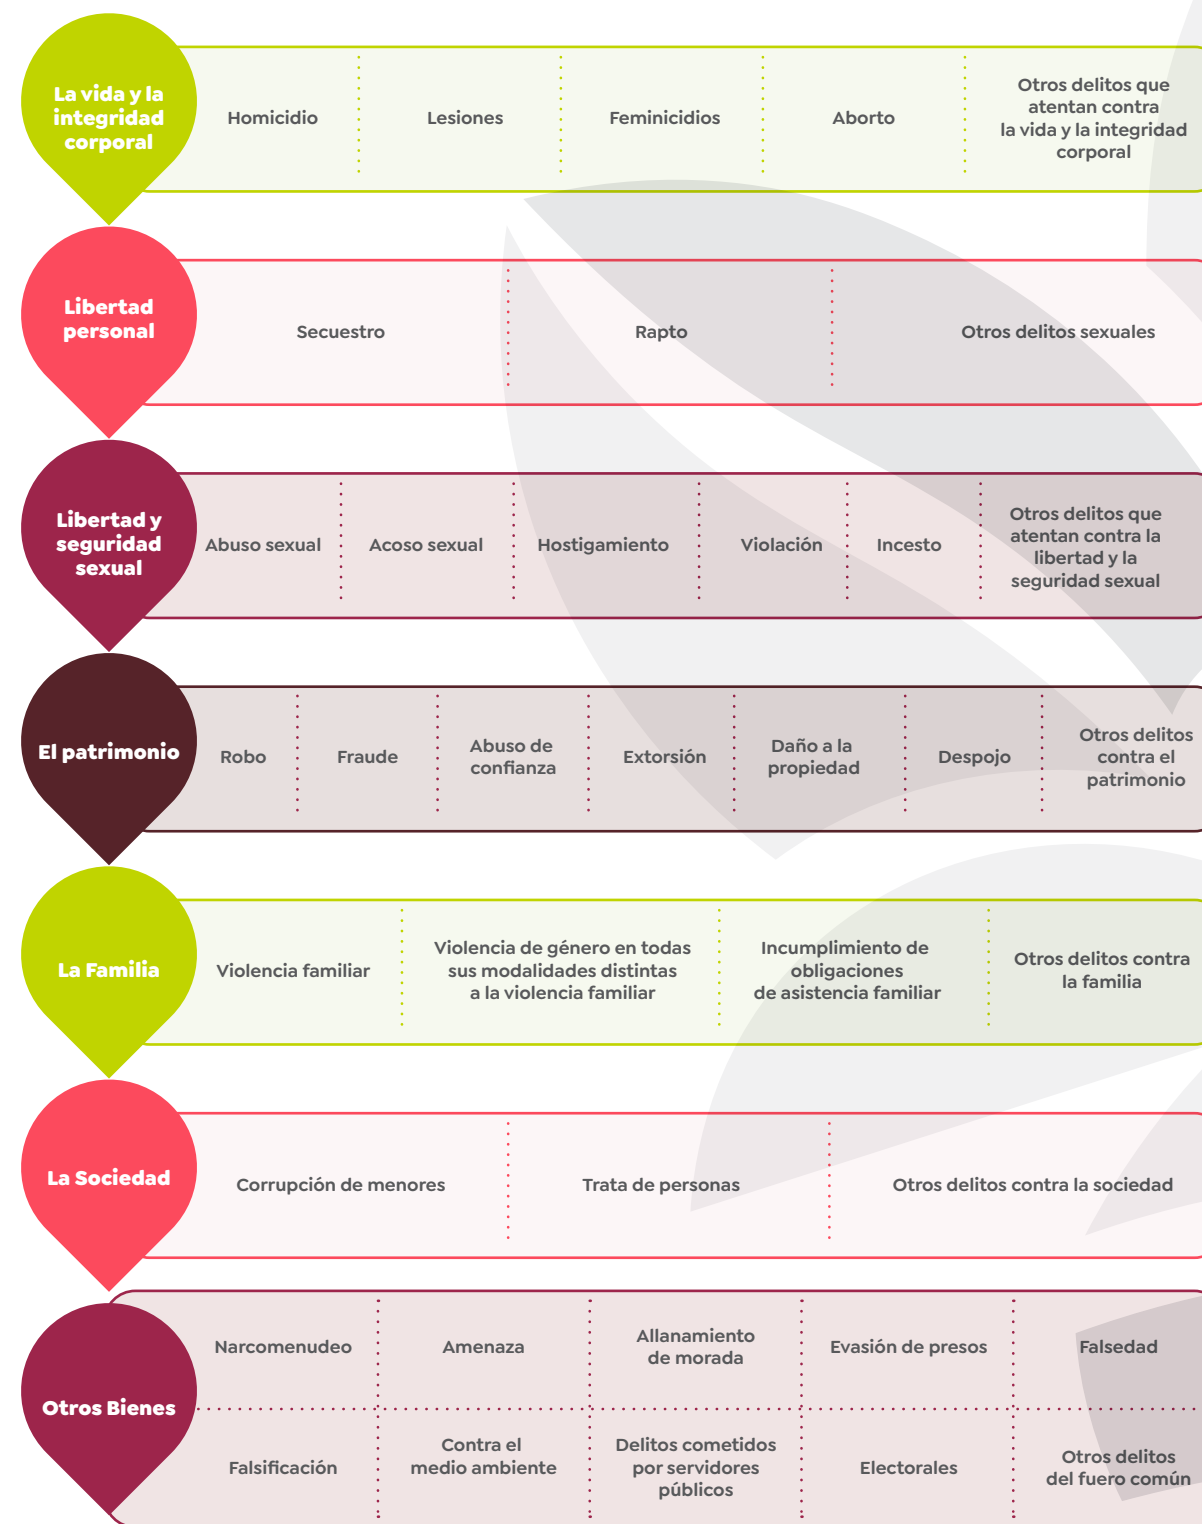 La vida y la
integridad
corporal
Homicidio
Lesiones
Feminicidios
Aborto
Otros delitos que
atentan contra
la vida y la integridad
corporal
Libertad
personal
Secuestro
Rapto
Otros delitos sexuales
Libertad y
seguridad
sexual
Abuso sexual
Acoso sexual
Hostigamiento
Violación
Incesto
Otros delitos que
atentan contra la
libertad y la
seguridad sexual
El patrimonio
Robo
Fraude
Abuso de
confianza
Extorsión
Daño a la
propiedad
Despojo
Otros delitos
contra el
patrimonio
La Familia
Violencia familiar
Violencia de género en todas
sus modalidades distintas
a la violencia familiar
Incumplimiento de
obligaciones
de asistencia familiar
Otros delitos contra
la familia
La Sociedad
Corrupción de menores
Trata de personas
Otros delitos contra la sociedad
Otros Bienes
Narcomenudeo
Amenaza
Allanamiento
de morada
Evasión de presos
Falsedad
Falsificación
Contra el
medio ambiente
Delitos cometidos
por servidores
públicos
Electorales
Otros delitos
del fuero común